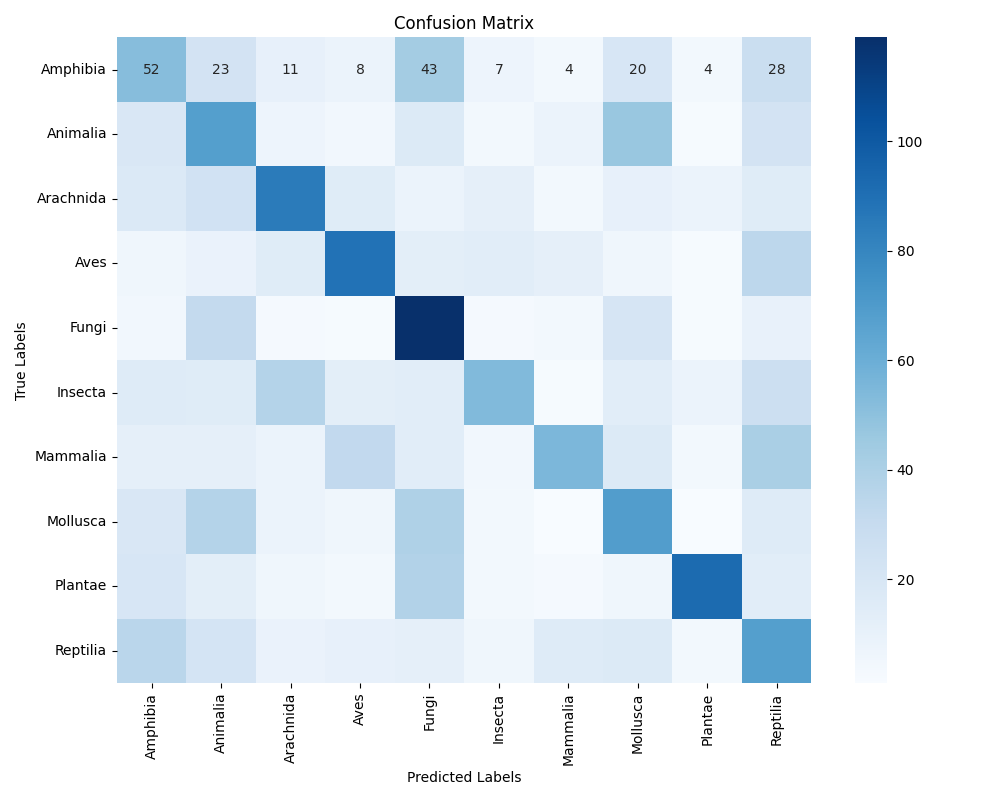 Confusion Matrix
Amphibia 52 23 11 8 43 7 4 20 4 28
Animalia
Arachnida
Aves
Fungi
Insecta
Mammalia
Mollusca
Plantae
Reptilia
True Labels
Amphibia Animalia Arachnida Aves Fungi Insecta Mammalia Mollusca Plantae Reptilia
Predicted Labels
100
80
60
40
20